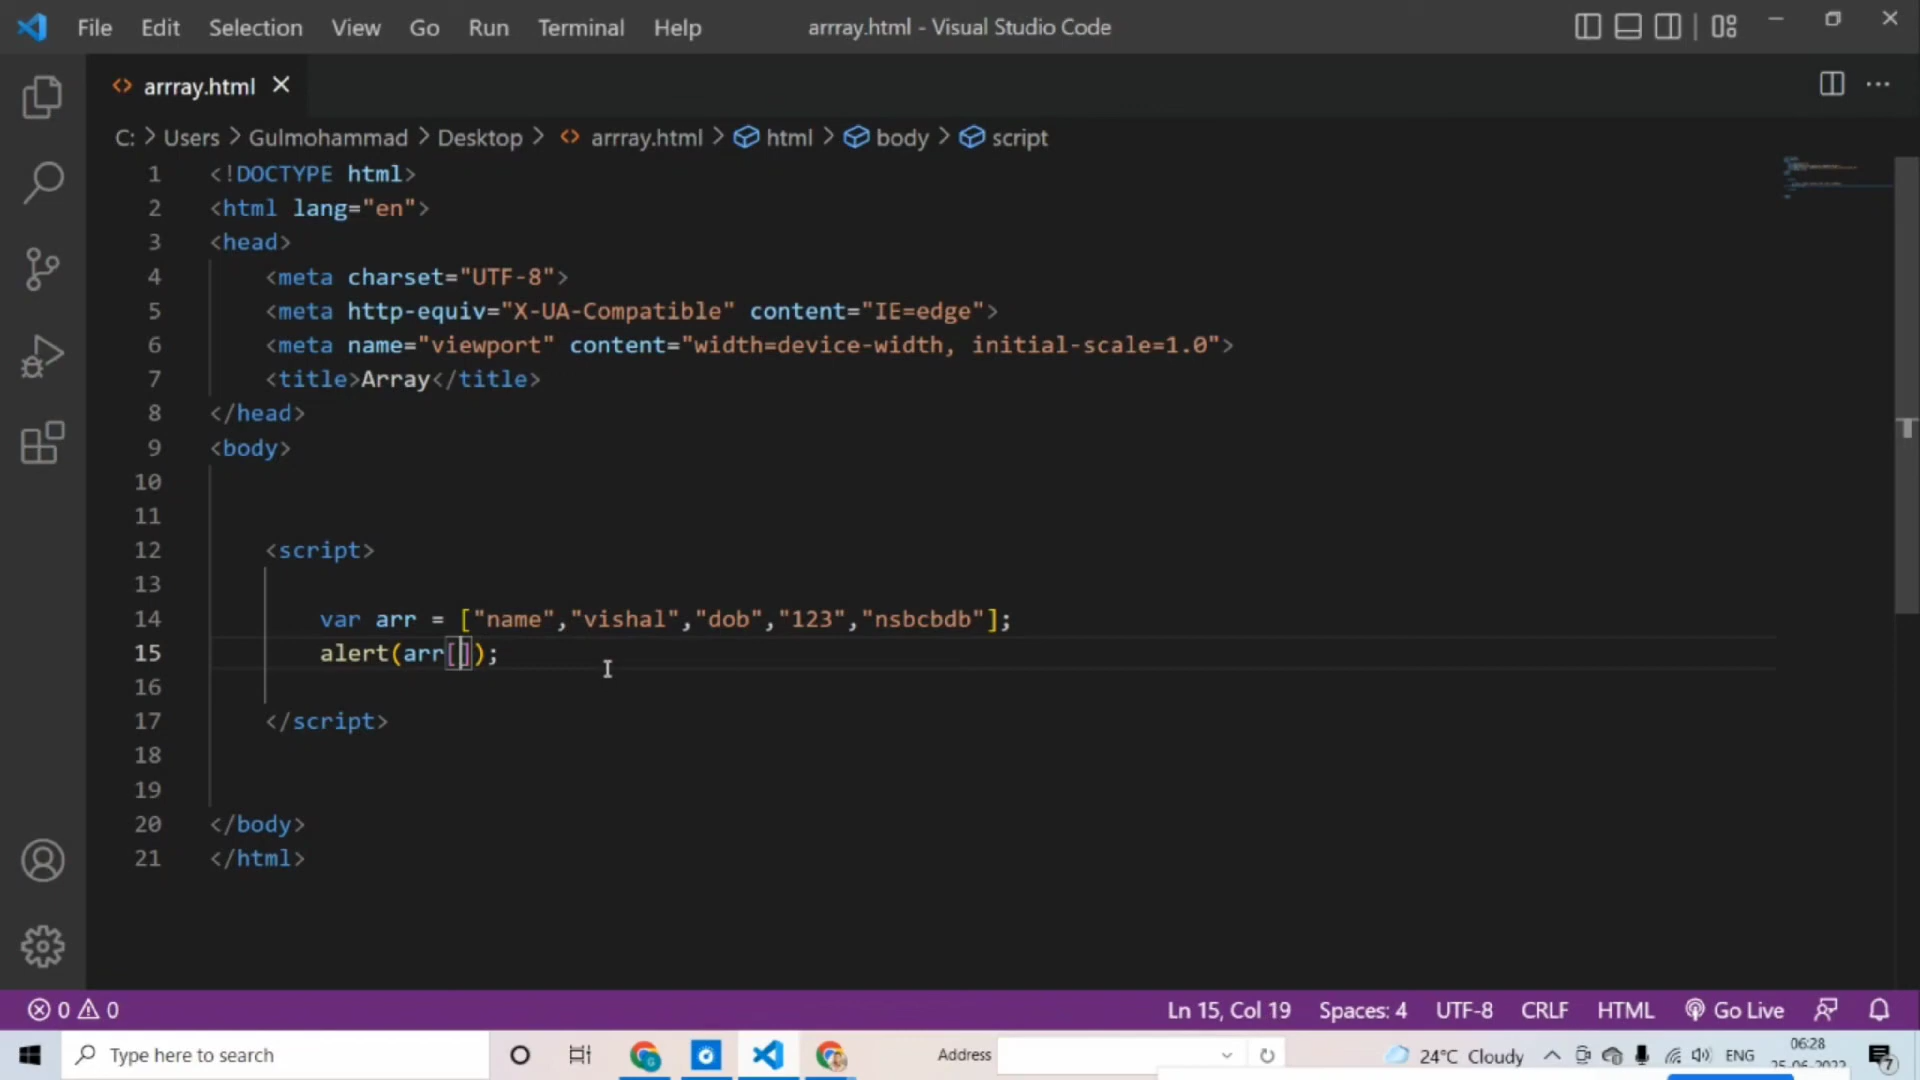 File Edit Selection View Go Run Terminal Help arrray.html - Visual Studio Code
arrray.html
C: > Users > Gulmohammad > Desktop > arrray.html > html > body > script
1 <!DOCTYPE html>
2 <html lang="en">
3 <head>
4 <meta charset="UTF-8">
5 <meta http-equiv="X-UA-Compatible" content="IE=edge">
6 <meta name="viewport" content="width=device-width, initial-scale=1.0">
7 <title>Array</title>
8 </head>
9 <body>
10
11
12 <script>
13
14 var arr = ["name","vishal","dob","123","nsbcbdb"];
15 alert(arr[]);
16
17 </script>
18
19
20 </body>
21 </html>
0 0 Ln 15, Col 19 Spaces: 4 UTF-8 CRLF HTML Go Live
Type here to search Address 24°C Cloudy ENG 06:28
25-06-2022
7